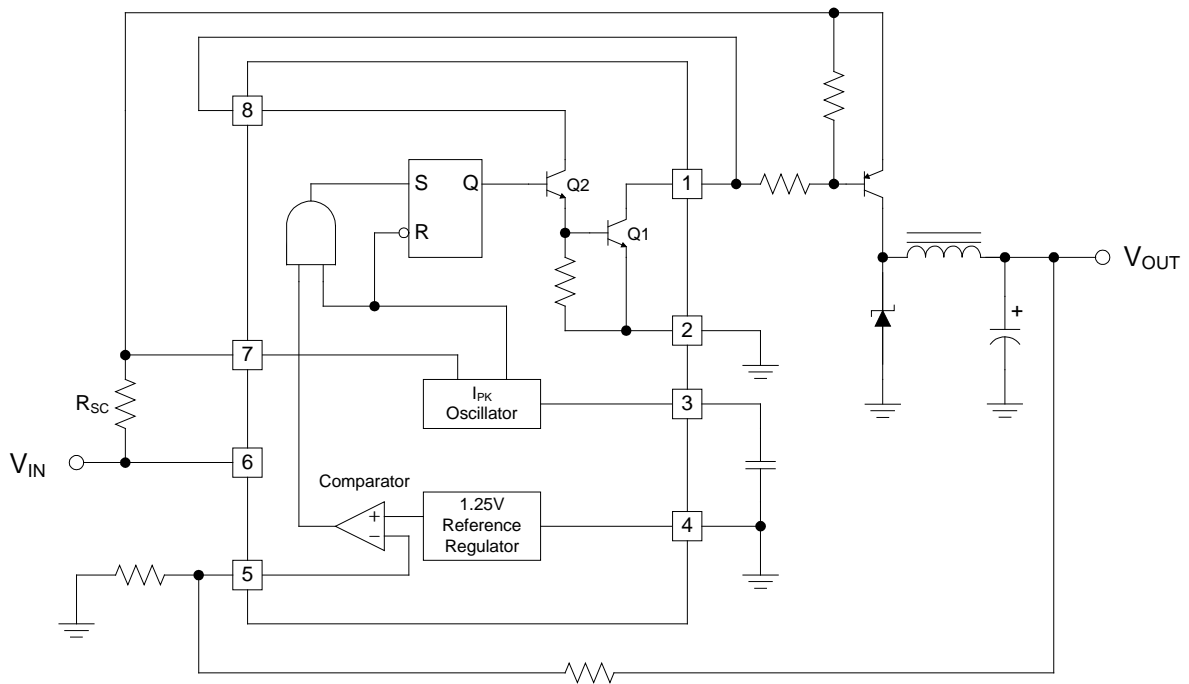 8
S Q
Q2
1
R
Q1
+
V_OUT
2
7
I_PK
Oscillator
3
R_SC
V_IN
6
Comparator
1.25V
Reference
Regulator
+
−
4
5